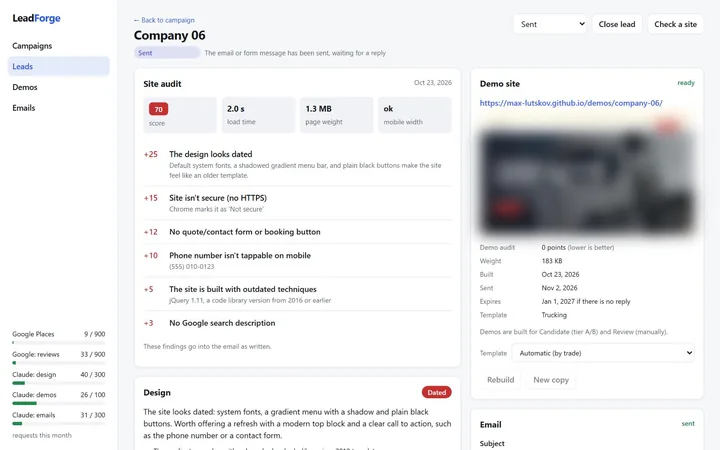 LeadForge
Campaigns
Leads
Demos
Emails
Google Places 9 / 900
Google: reviews 33 / 900
Claude: design 40 / 300
Claude: demos 26 / 100
Claude: emails 31 / 300
requests this month
← Back to campaign
Company 06
Sent The email or form message has been sent, waiting for a reply
Sent
Close lead
Check a site
Site audit Oct 23, 2026
70 2.0 s 1.3 MB ok
score load time page weight mobile width
+25 The design looks dated
Default system fonts, a shadowed gradient menu bar, and plain black buttons make the site
feel like an older template.
+15 Site isn't secure (no HTTPS)
Chrome marks it as 'Not secure'
+12 No quote/contact form or booking button
+10 Phone number isn't tappable on mobile
(555) 010-0123
+5 The site is built with outdated techniques
jQuery 1.11, a code library version from 2016 or earlier
+3 No Google search description
These findings go into the email as written.
Design Dated
The site looks dated: system fonts, a gradient menu with a shadow and plain black
buttons. Worth offering a refresh with a modern top block and a clear call to action, such
as the phone number or a contact form.
Demo site ready
https://max-lutskov.github.io/demos/company-06/
Demo audit 0 points (lower is better)
Weight 183 KB
Built Oct 23, 2026
Sent Nov 2, 2026
Expires Jan 1, 2027 if there is no reply
Template Trucking
Demos are built for Candidate (tier A/B) and Review (manually).
Template Automatic (by trade)
Rebuild New copy
Email sent
Subject